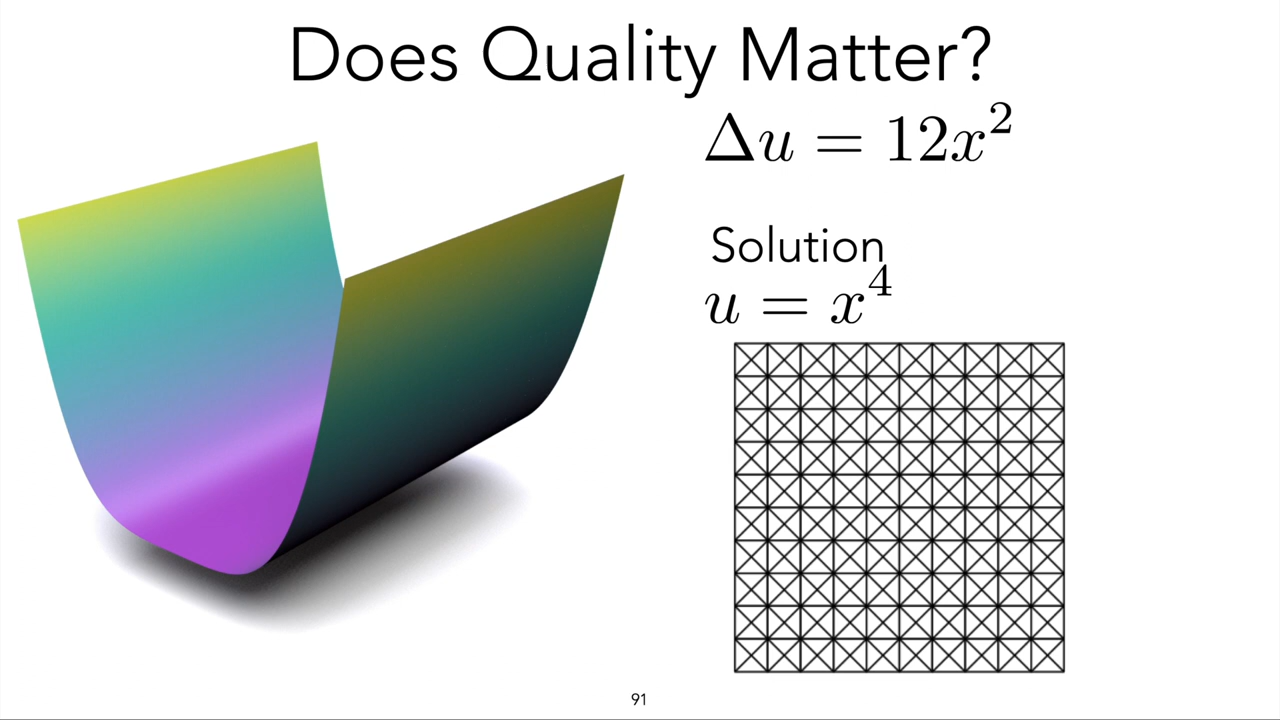 Does Quality Matter?
Δu = 12x²
Solution
u = x⁴
91